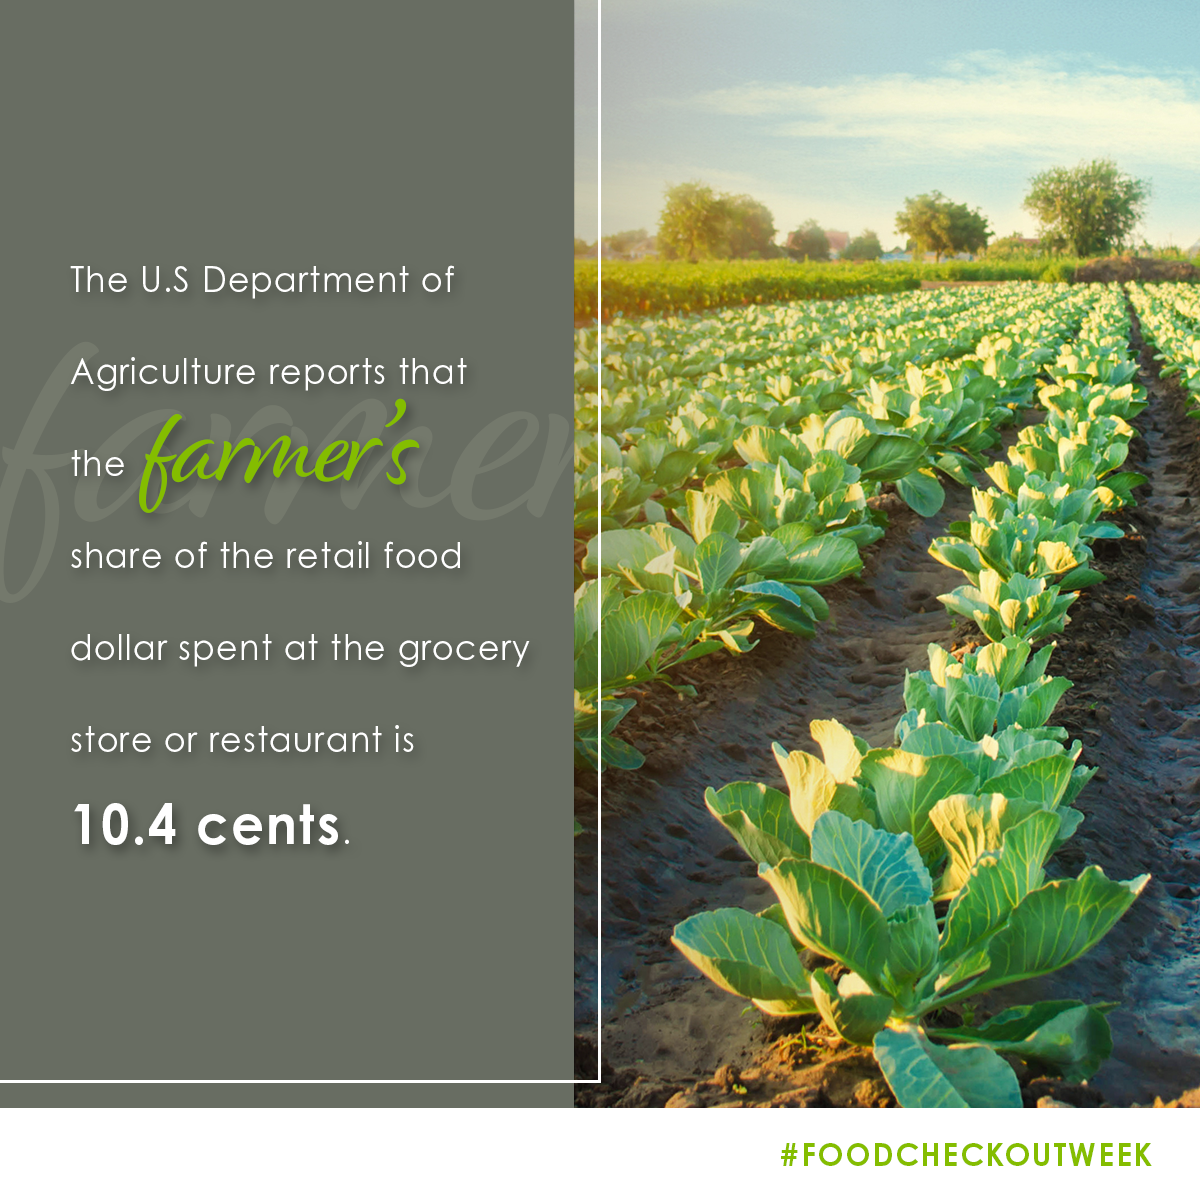 The U.S Department of
Agriculture reports that
the farmer's
share of the retail food
dollar spent at the grocery
store or restaurant is
10.4 cents.
farmer
#FOODCHECKOUTWEEK